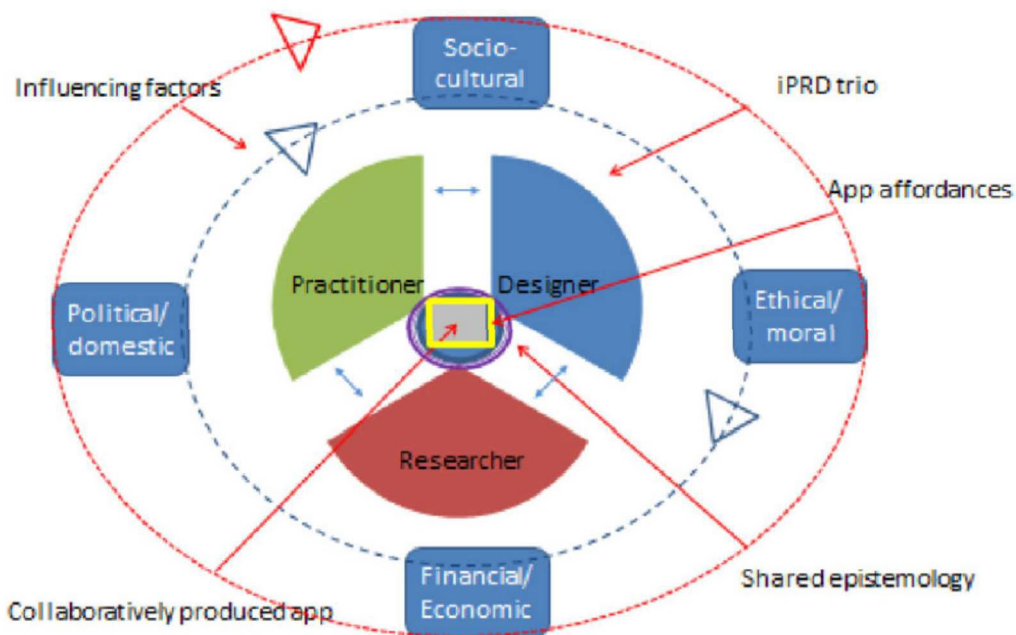 Socio-
cultural
Influencing factors
iPRD trio
App affordances
Practitioner
Designer
Political/
domestic
Ethical/
moral
Researcher
Financial/
Economic
Shared epistemology
Collaboratively produced app